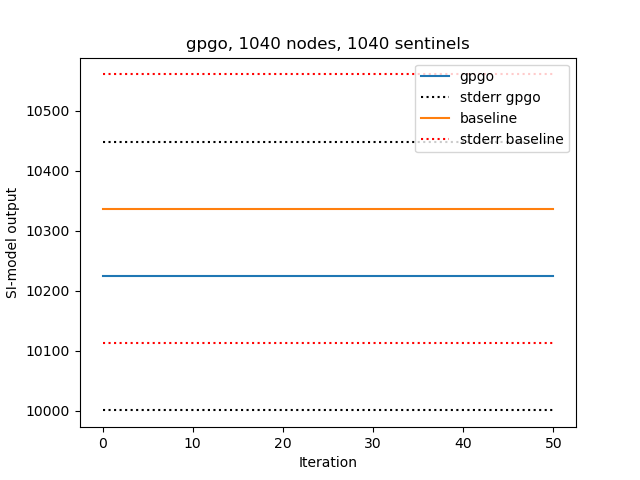 gpgo, 1040 nodes, 1040 sentinels
gpgo
stderr gpgo
baseline
stderr baseline
SI-model output
10500
10400
10300
10200
10100
10000
0 10 20 30 40 50
Iteration